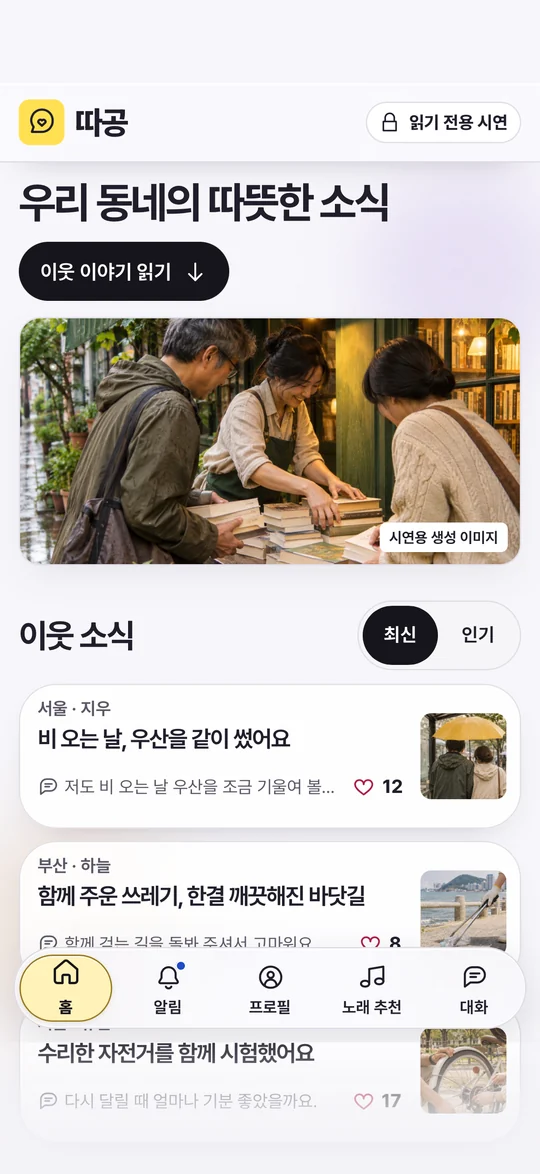 따공
읽기 전용 시연
우리 동네의 따뜻한 소식
이웃 이야기 읽기
시연용 생성 이미지
이웃 소식
최신
인기
서울 · 지우
비 오는 날, 우산을 같이 썼어요
저도 비 오는 날 우산을 조금 기울여 볼...
12
부산 · 하늘
함께 주운 쓰레기, 한결 깨끗해진 바닷길
함께 걷는 길을 돌봐 주셔서 고마워요
8
홈
알림
프로필
노래 추천
대화
수리한 자전거를 함께 시험했어요
다시 달릴 때 얼마나 기분 좋았을까요.
17